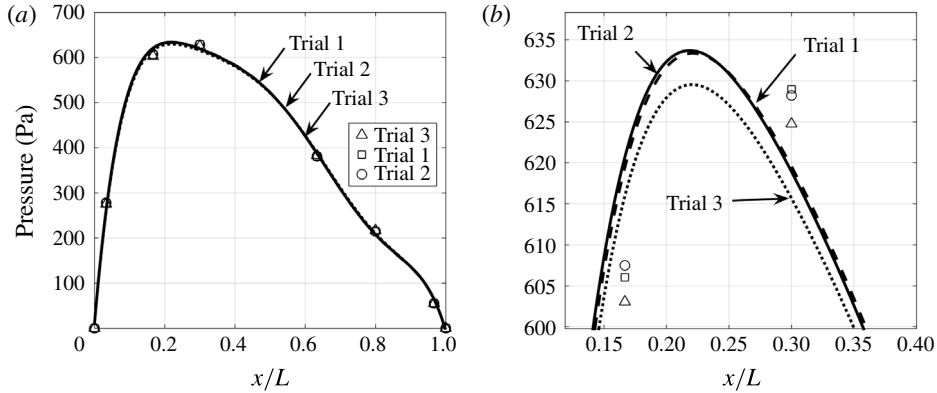 (a)
700
600
500
400
300
200
100
0
Pressure (Pa)
Trial 1
Trial 2
Trial 3
Trial 3
Trial 1
Trial 2
0.2
0.4
0.6
0.8
1.0
x/L
(b)
635
630
625
620
615
610
605
600
Trial 2
Trial 1
Trial 3
0.15
0.20
0.25
0.30
0.35
0.40
x/L